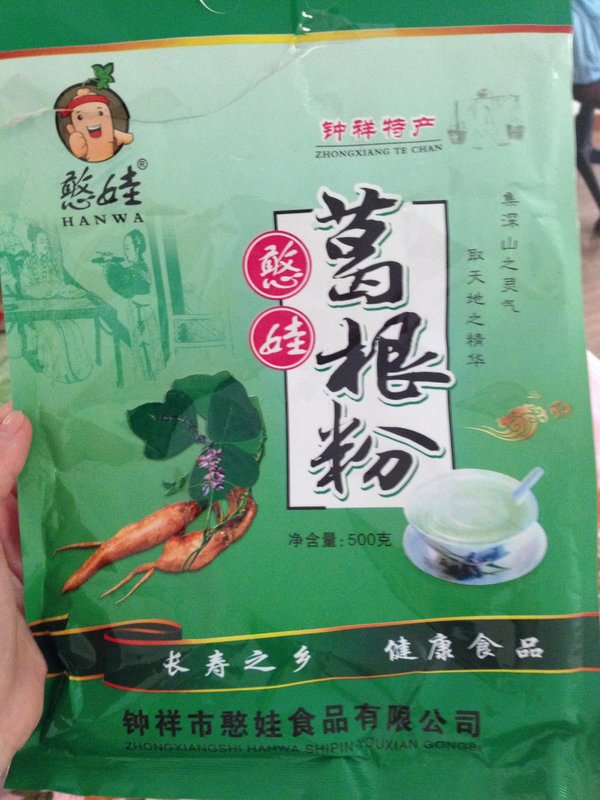 憨娃®
HANWA
钟祥特产
ZHONGXIANG TE CHAN
集深山之灵气
取天地之精华
憨娃
葛根粉
净含量:500克
长寿之乡 健康食品
钟祥市憨娃食品有限公司
ZHONGXIANGSHI HANWA SHIPIN YOUXIAN GONGS